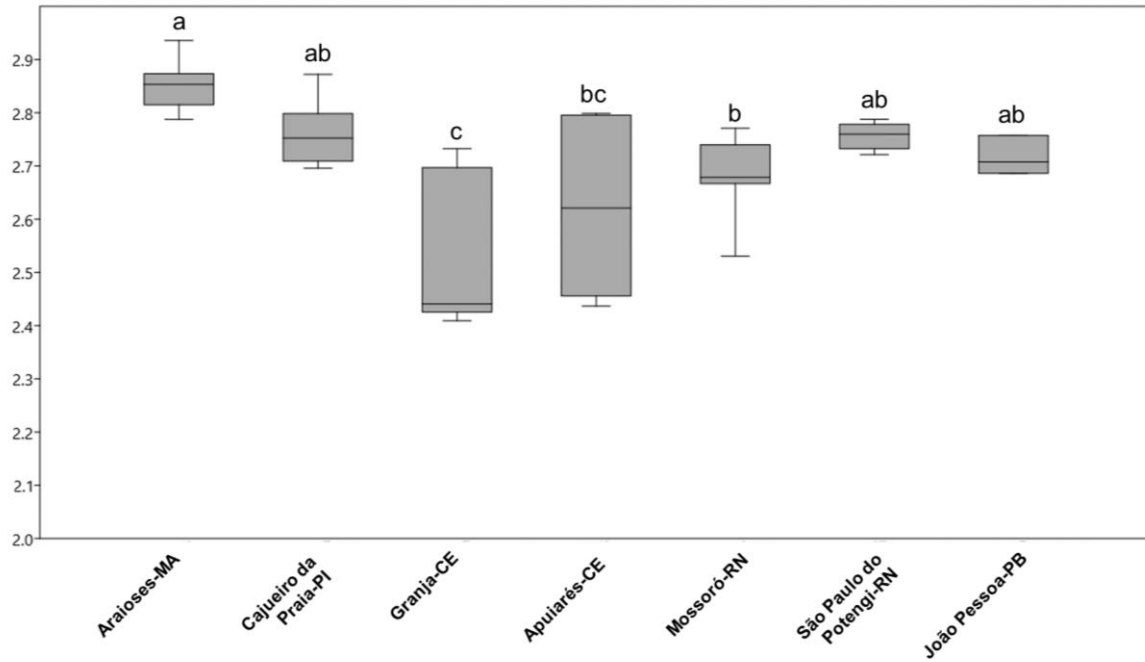 a
ab
c
bc
b
ab
ab
2.9
2.8
2.7
2.6
2.5
2.4
2.3
2.2
2.1
2.0
Araioses-MA
Cajueiro da
Praia-PI
Granja-CE
Apuiarés-CE
Mossoró-RN
São Paulo do
Potengi-RN
João Pessoa-PB